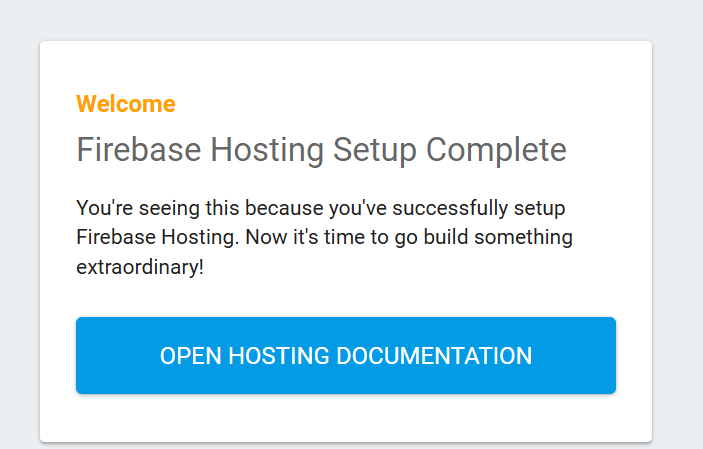 Welcome
Firebase Hosting Setup Complete
You're seeing this because you've successfully setup
Firebase Hosting. Now it's time to go build something
extraordinary!
OPEN HOSTING DOCUMENTATION